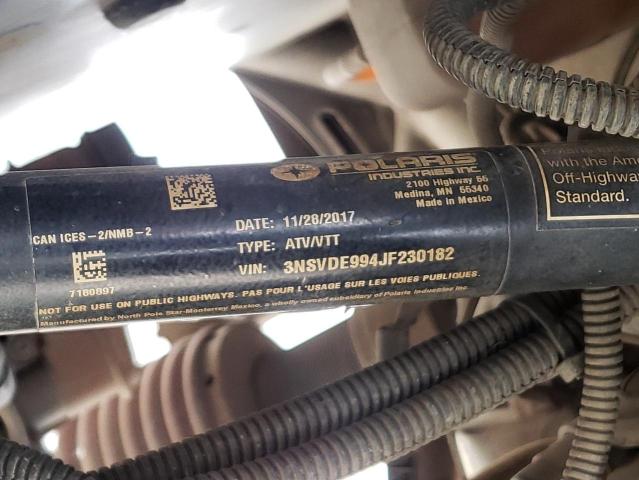 POLARIS
INDUSTRIES INC.
2100 Highway 55
Medina, MN 55340
Made in Mexico
CAN ICES-2/NMB-2
DATE: 11/28/2017
TYPE: ATV/VTT
VIN: 3NSVDE994JF230182
7180897
NOT FOR USE ON PUBLIC HIGHWAYS. PAS POUR L'USAGE SUR LES VOIES PUBLIQUES.
Manufactured by North Pole Star-Monterrey Mexico, a wholly owned subsidiary of Polaris Industries Inc.
with the
Off-Highway
Standard.